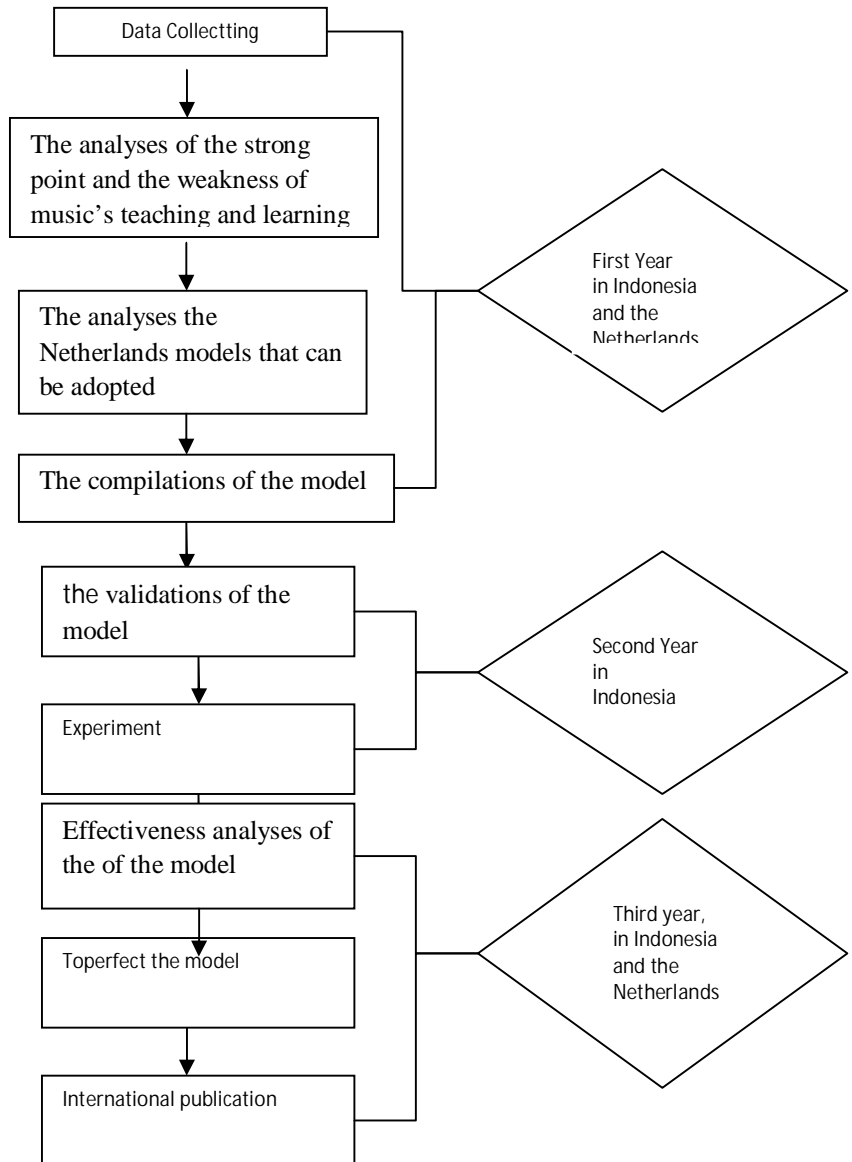 Data Collectting
The analyses of the strong
point and the weakness of
music’s teaching and learning
The analyses the
Netherlands models that can
be adopted
The compilations of the model
First Year
in Indonesia
and the
Netherlands
the validations of the
model
Experiment
Second Year
in
Indonesia
Effectiveness analyses of
the of the model
Toperfect the model
International publication
Third year,
in Indonesia
and the
Netherlands